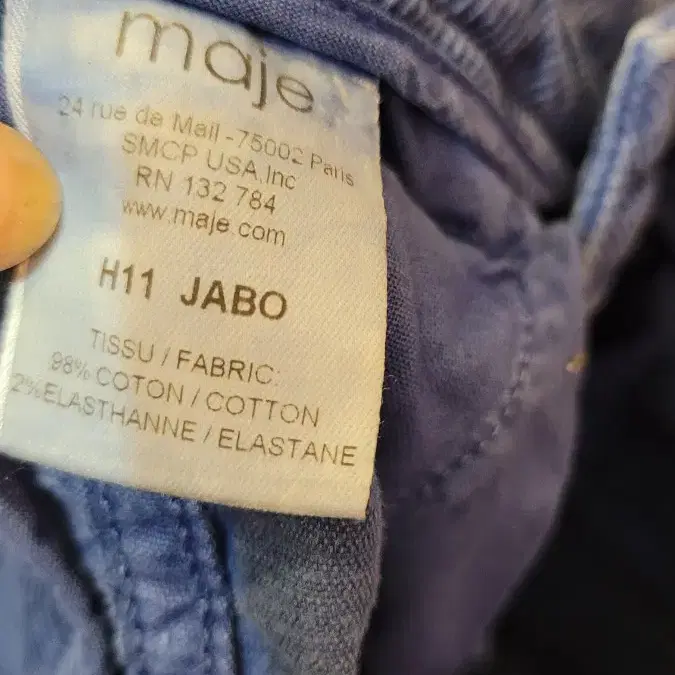 maje
24 rue de Mail - 75002 Paris
SMCP USA.Inc
RN 132 784
www.maje.com
H11 JABO
TISSU / FABRIC:
98% COTON / COTTON
2% ELASTHANNE / ELASTANE